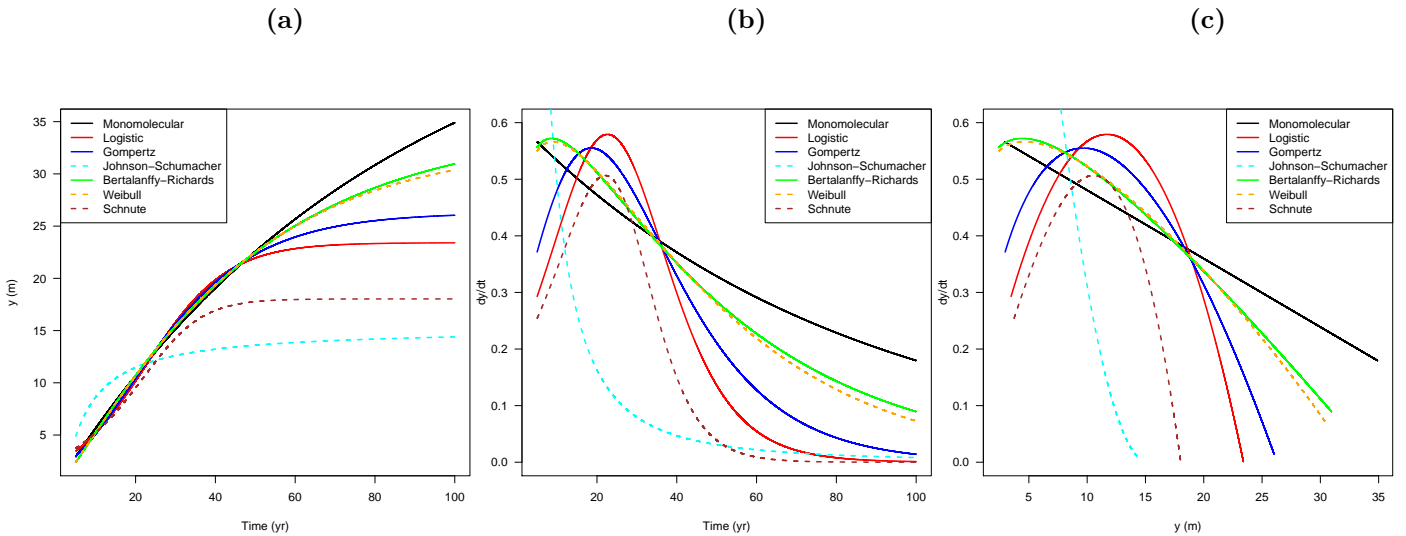 (a)
(b)
(c)
Monomolecular
Logistic
Gompertz
Johnson−Schumacher
Bertalanffy−Richards
Weibull
Schnute
35
30
25
20
15
10
5
y (m)
20
40
60
80
100
Time (yr)
Monomolecular
Logistic
Gompertz
Johnson−Schumacher
Bertalanffy−Richards
Weibull
Schnute
0.6
0.5
0.4
0.3
0.2
0.1
0.0
dy/dt
20
40
60
80
100
Time (yr)
Monomolecular
Logistic
Gompertz
Johnson−Schumacher
Bertalanffy−Richards
Weibull
Schnute
0.6
0.5
0.4
0.3
0.2
0.1
0.0
dy/dt
5
10
15
20
25
30
35
y (m)